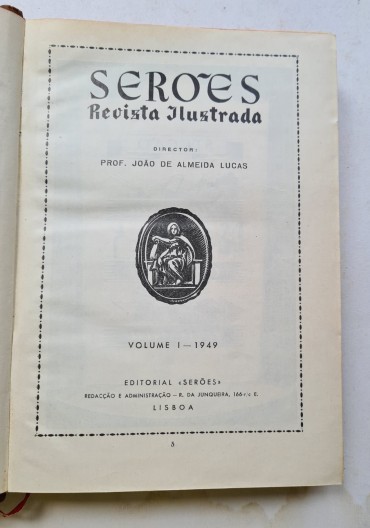 SERÕES
Revista Ilustrada
DIRECTOR:
PROF. JOÃO DE ALMEIDA LUCAS
VOLUME I — 1949
EDITORIAL «SERÕES»
REDACÇÃO E ADMINISTRAÇÃO — R. DA JUNQUEIRA, 166
LISBOA